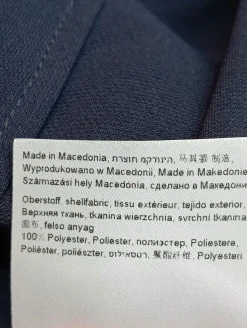 Made in Macedonia, תוצרת מקדוניה, 马其顿 制造,
Wyprodukowano w Macedonii, Made in Makedonie
Származási hely Macedónia, сделано в Македони
Oberstoff, shellfabric, tissu extérieur, tejido exterior,
Верхняя ткань, tkanina wierzchnia, svrchní tkanina
面布, felső anyag
100% Polyester, Poliester, полиэстер, Poliestere,
Poliéster, poliészter, פוליאסטר, 聚酯纤维, Polyesteri